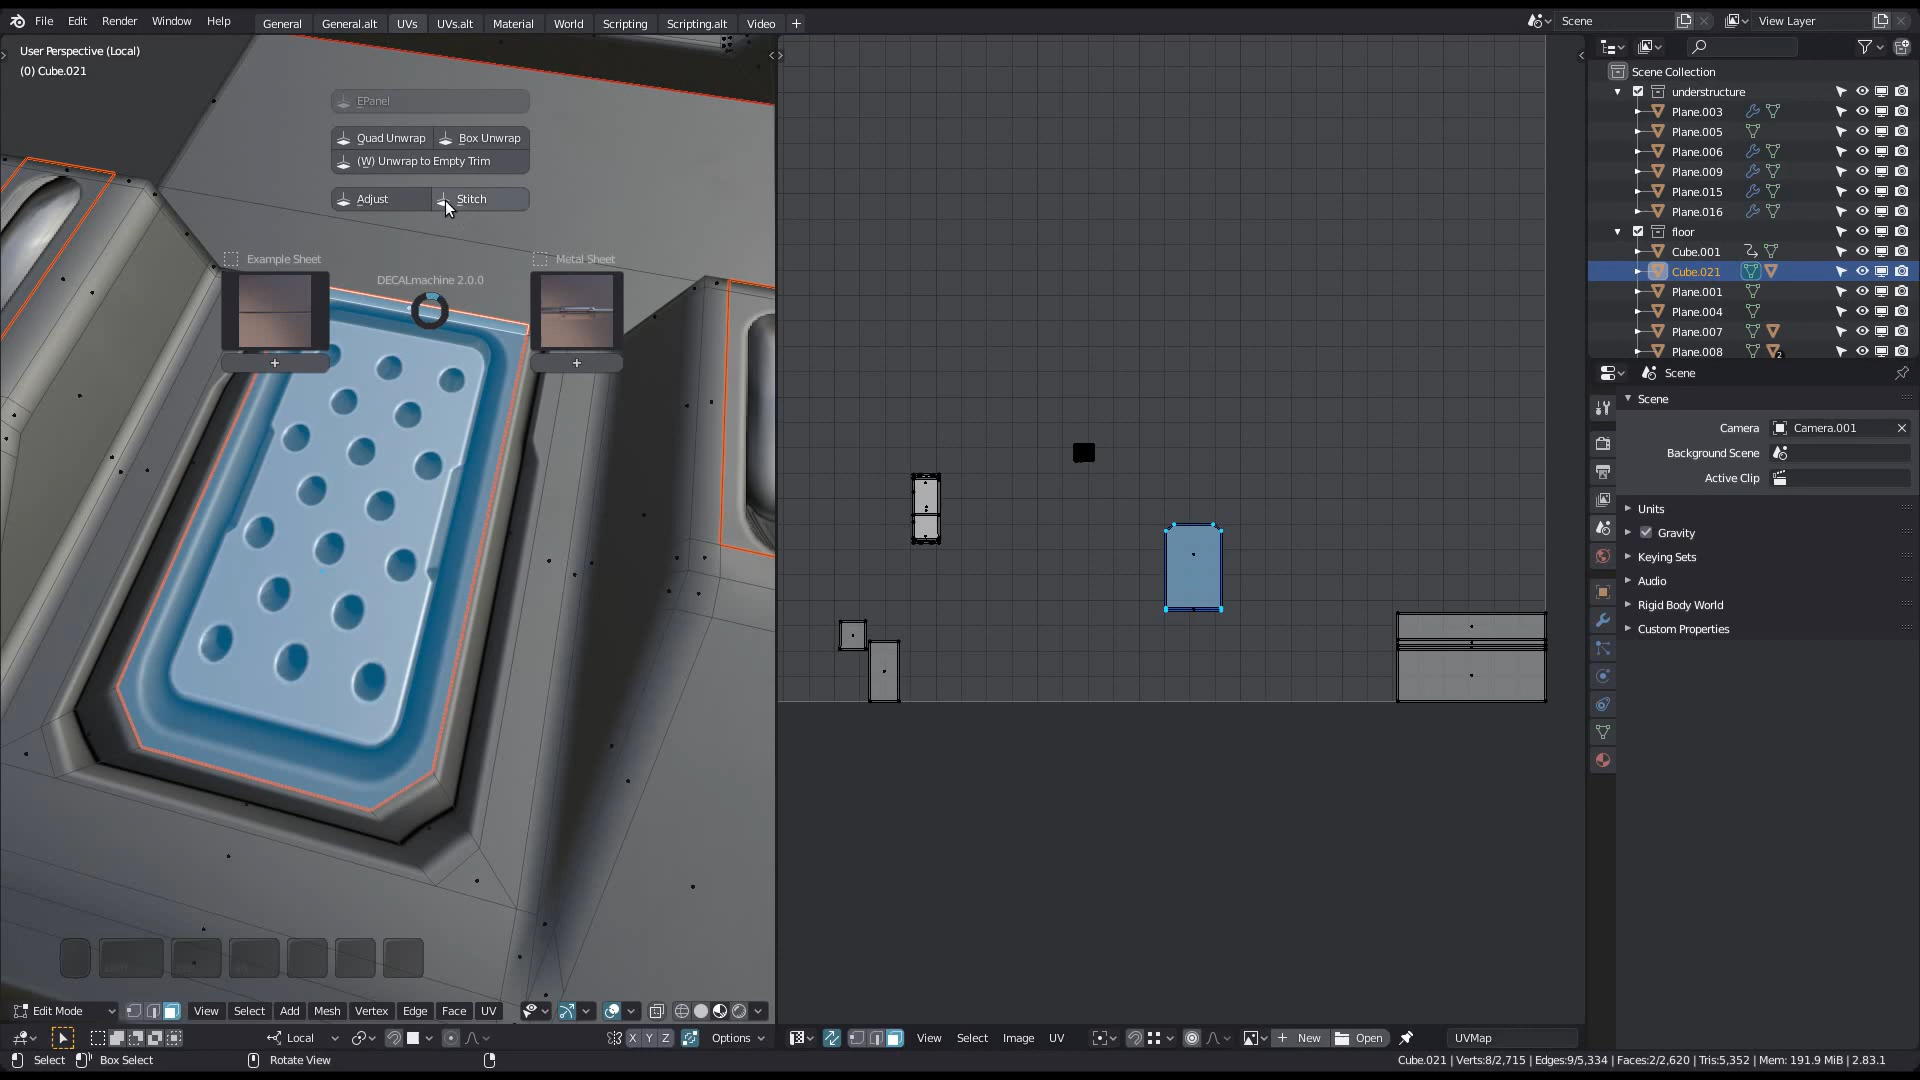 File Edit Render Window Help
General General.alt UVs UVs.alt Material World Scripting Scripting.alt Video +
Scene View Layer
User Perspective (Local)
(0) Cube.021
EPanel
Quad Unwrap Box Unwrap
(W) Unwrap to Empty Trim
Adjust Stitch
Example Sheet Metal Sheet
DECALmachine 2.0.0
+ +
Scene Collection
understructure
Plane.003
Plane.005
Plane.006
Plane.009
Plane.015
Plane.016
floor
Cube.001
Cube.021
Plane.001
Plane.004
Plane.007
Plane.008 2
Scene
Scene
Camera Camera.001
Background Scene
Active Clip
Units
Gravity
Keying Sets
Audio
Rigid Body World
Custom Properties
Edit Mode View Select Add Mesh Vertex Edge Face UV
Local X Y Z Options
View Select Image UV + New Open UVMap
Select Box Select Rotate View
Cube.021 | Verts:8/2,715 | Edges:9/5,334 | Faces:2/2,620 | Tris:5,352 | Mem: 191.9 MiB | 2.83.1